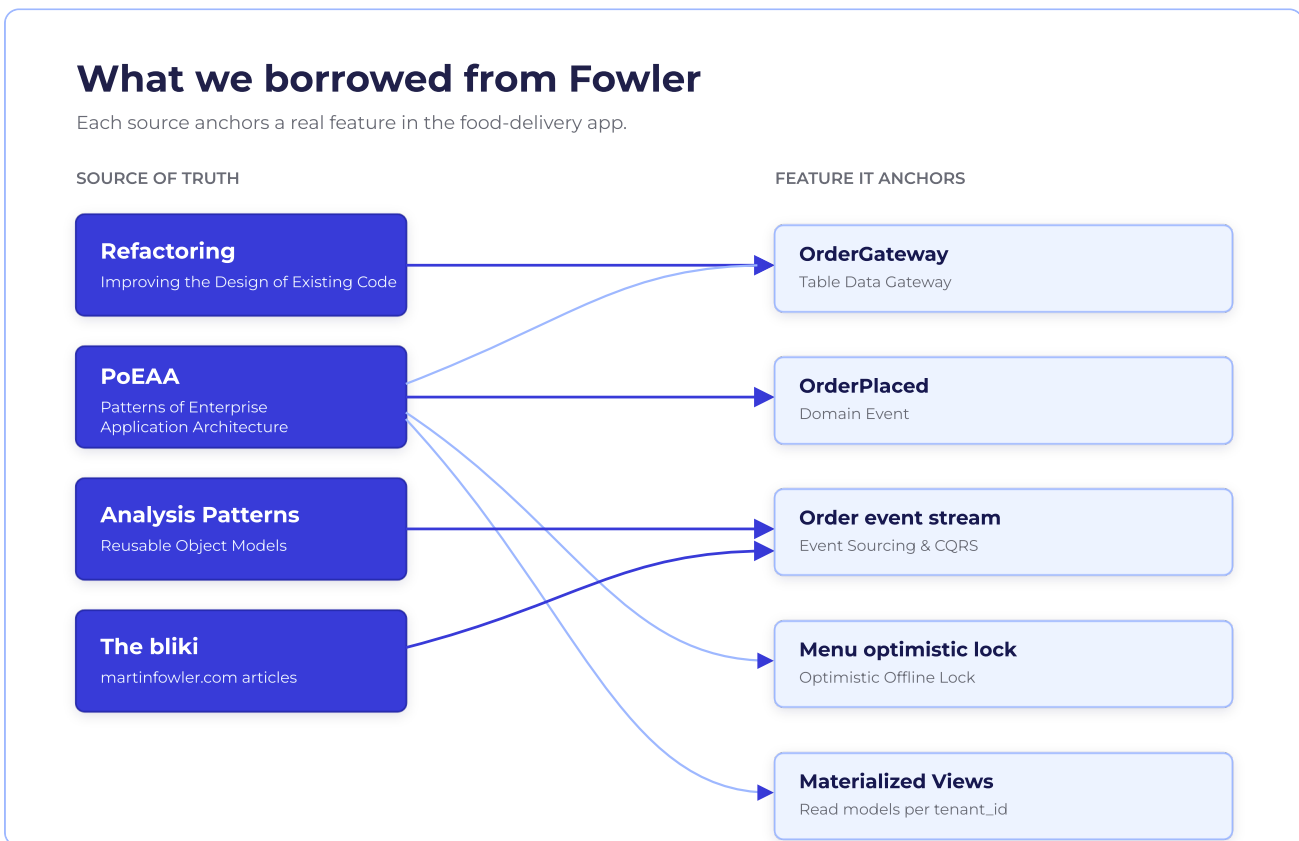 What we borrowed from Fowler
Each source anchors a real feature in the food-delivery app.
SOURCE OF TRUTH
Refactoring
Improving the Design of Existing Code
PoEAA
Patterns of Enterprise
Application Architecture
Analysis Patterns
Reusable Object Models
The bliki
martinfowler.com articles
FEATURE IT ANCHORS
OrderGateway
Table Data Gateway
OrderPlaced
Domain Event
Order event stream
Event Sourcing & CQRS
Menu optimistic lock
Optimistic Offline Lock
Materialized Views
Read models per tenant_id